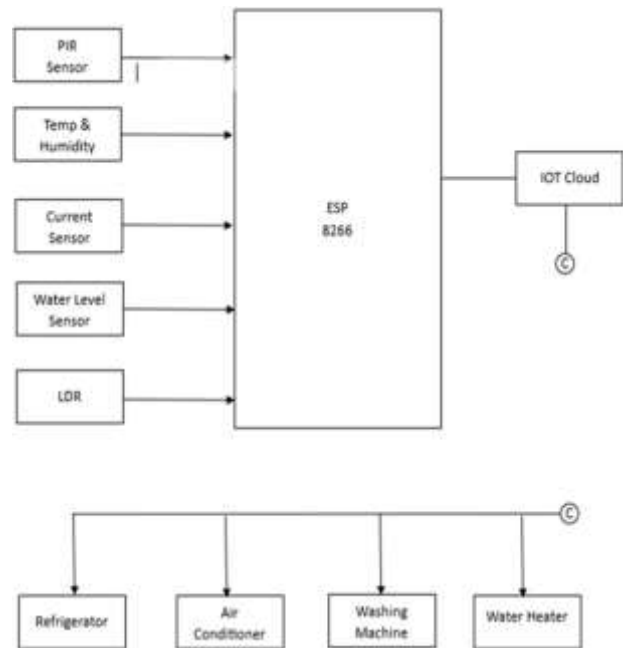 PIR
Sensor
Temp &
Humidity
Current
Sensor
Water Level
Sensor
LDR
ESP
8266
IOT Cloud
C
C
Refrigerator
Air
Conditioner
Washing
Machine
Water Heater